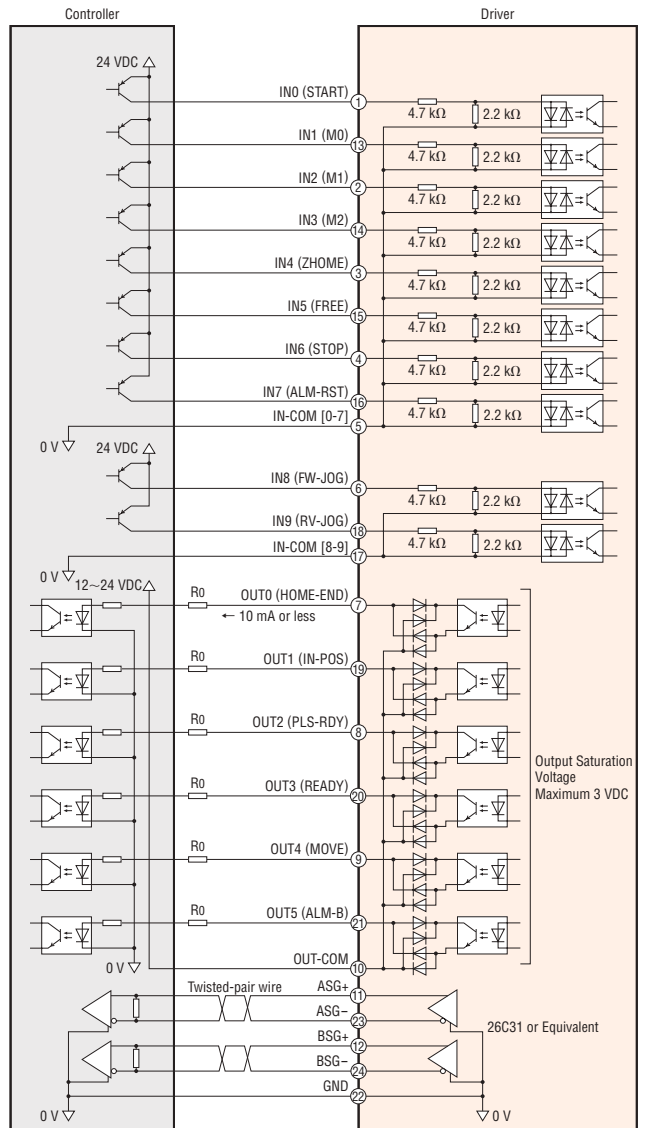 Controller
Driver
24 VDC
IN0 (START)
1
4.7 kΩ
2.2 kΩ
IN1 (M0)
13
4.7 kΩ
2.2 kΩ
IN2 (M1)
2
4.7 kΩ
2.2 kΩ
IN3 (M2)
14
4.7 kΩ
2.2 kΩ
IN4 (ZHOME)
3
4.7 kΩ
2.2 kΩ
IN5 (FREE)
15
4.7 kΩ
2.2 kΩ
IN6 (STOP)
4
4.7 kΩ
2.2 kΩ
IN7 (ALM-RST)
16
4.7 kΩ
2.2 kΩ
IN-COM [0-7]
5
0 V
24 VDC
IN8 (FW-JOG)
6
4.7 kΩ
2.2 kΩ
IN9 (RV-JOG)
18
4.7 kΩ
2.2 kΩ
IN-COM [8-9]
17
0 V
12~24 VDC
R0
OUT0 (HOME-END)
7
← 10 mA or less
R0
OUT1 (IN-POS)
19
R0
OUT2 (PLS-RDY)
8
Output Saturation
Voltage
Maximum 3 VDC
R0
OUT3 (READY)
20
R0
OUT4 (MOVE)
9
R0
OUT5 (ALM-B)
21
OUT-COM
10
0 V
Twisted-pair wire
ASG+
11
ASG−
23
26C31 or Equivalent
BSG+
12
BSG−
24
GND
22
0 V
0 V